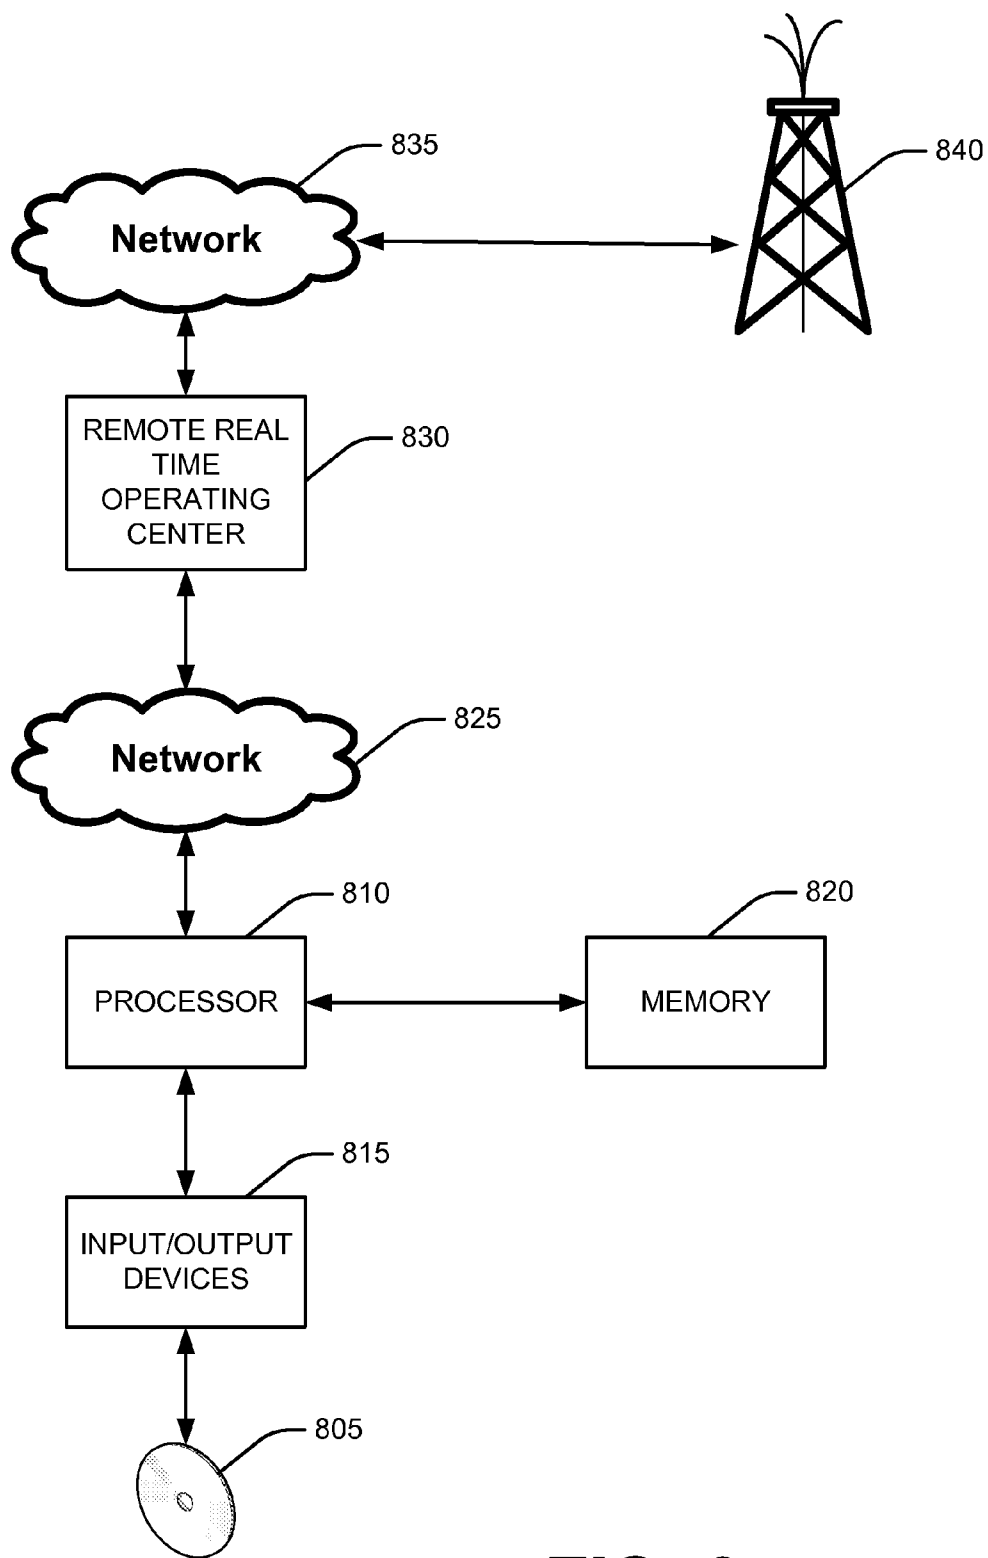 835
840
Network
REMOTE REAL
TIME
OPERATING
CENTER
830
825
Network
810
820
PROCESSOR
MEMORY
815
INPUT/OUTPUT
DEVICES
805